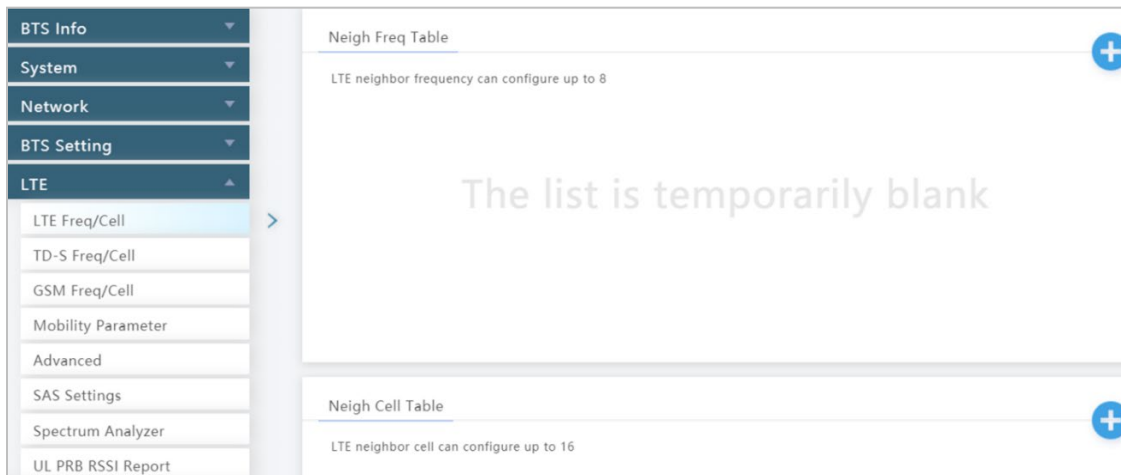 BTS Info
System
Network
BTS Setting
LTE
LTE Freq/Cell
TD-S Freq/Cell
GSM Freq/Cell
Mobility Parameter
Advanced
SAS Settings
Spectrum Analyzer
UL PRB RSSI Report
Neigh Freq Table
LTE neighbor frequency can configure up to 8
The list is temporarily blank
Neigh Cell Table
LTE neighbor cell can configure up to 16